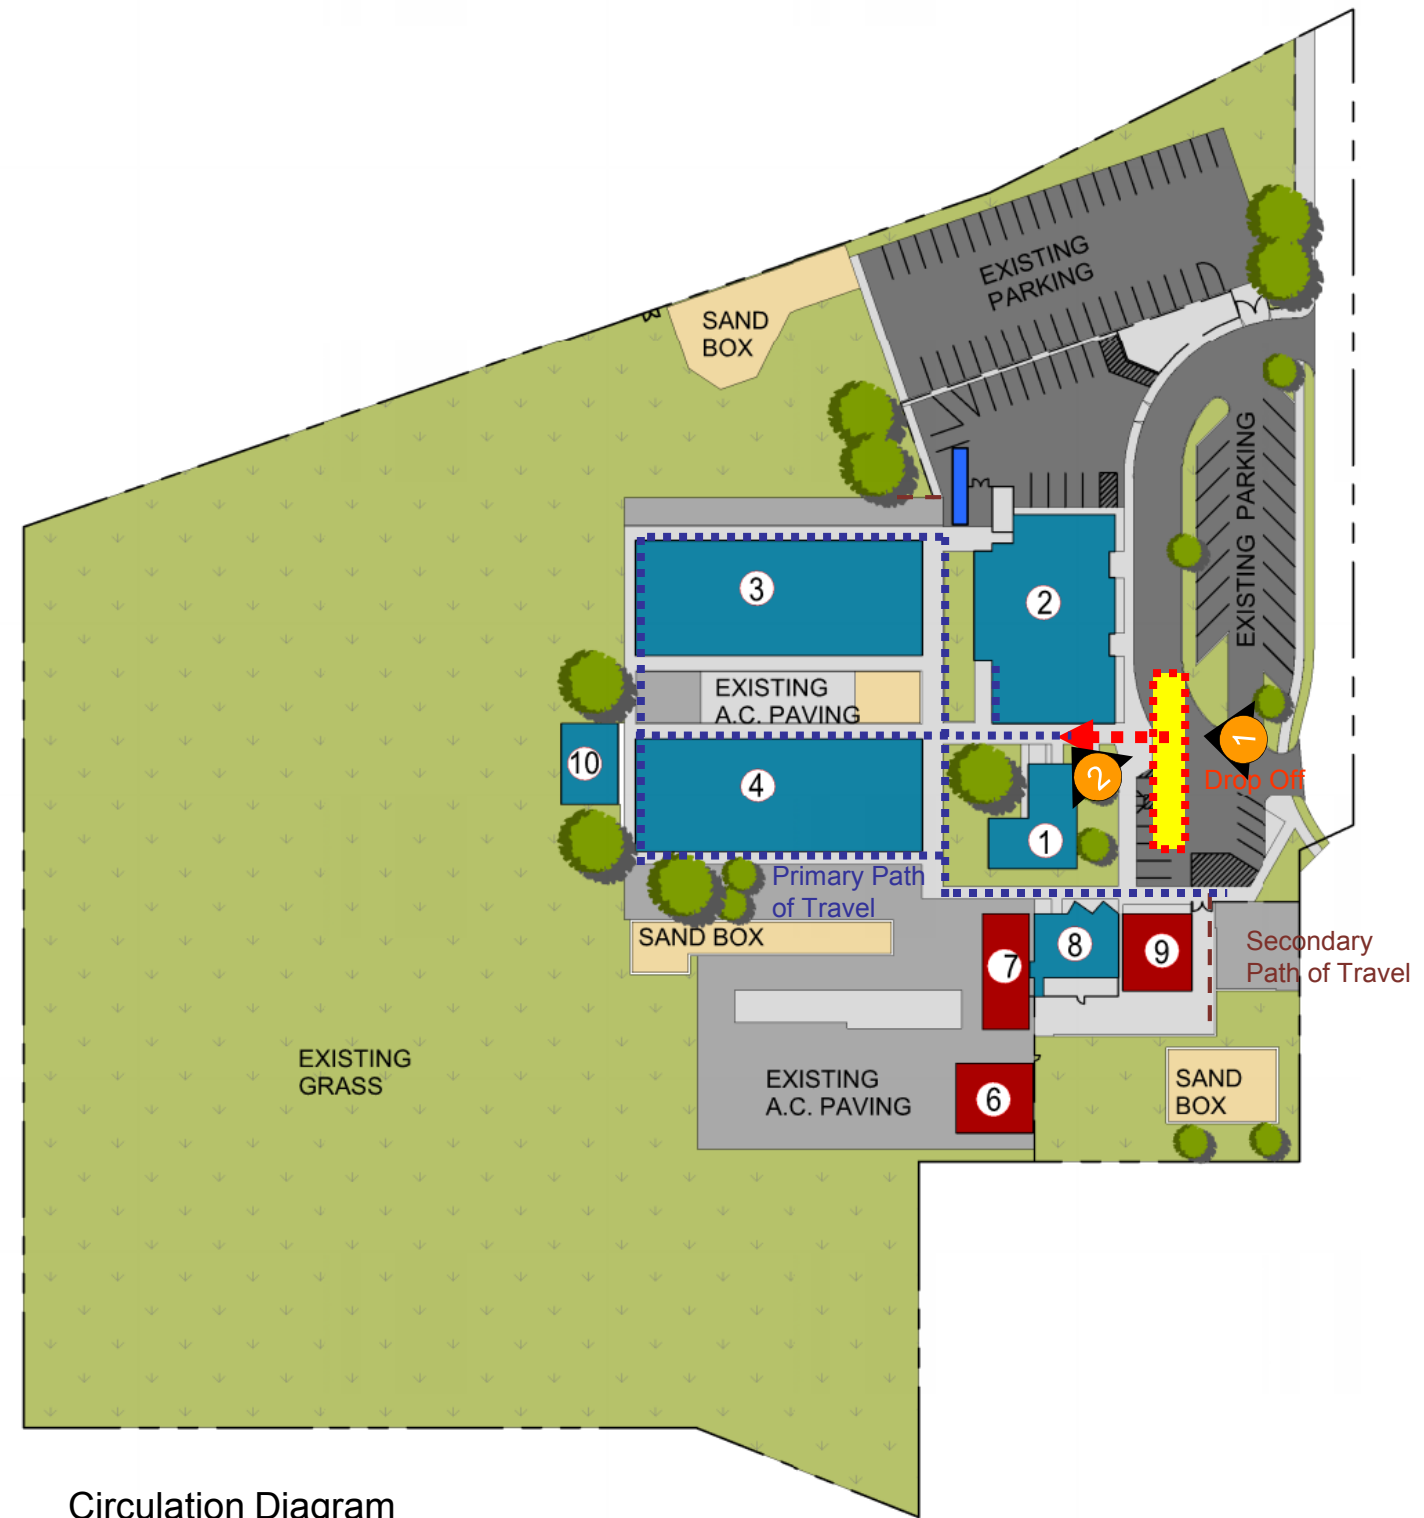 EXISTING
PARKING
SAND
BOX
EXISTING PARKING
3
2
EXISTING
A.C. PAVING
10
4
1
2
1
Drop Off
Primary Path
of Travel
SAND BOX
7
8
9
Secondary
Path of Travel
EXISTING
GRASS
EXISTING
A.C. PAVING
6
SAND
BOX
Circulation Diagram